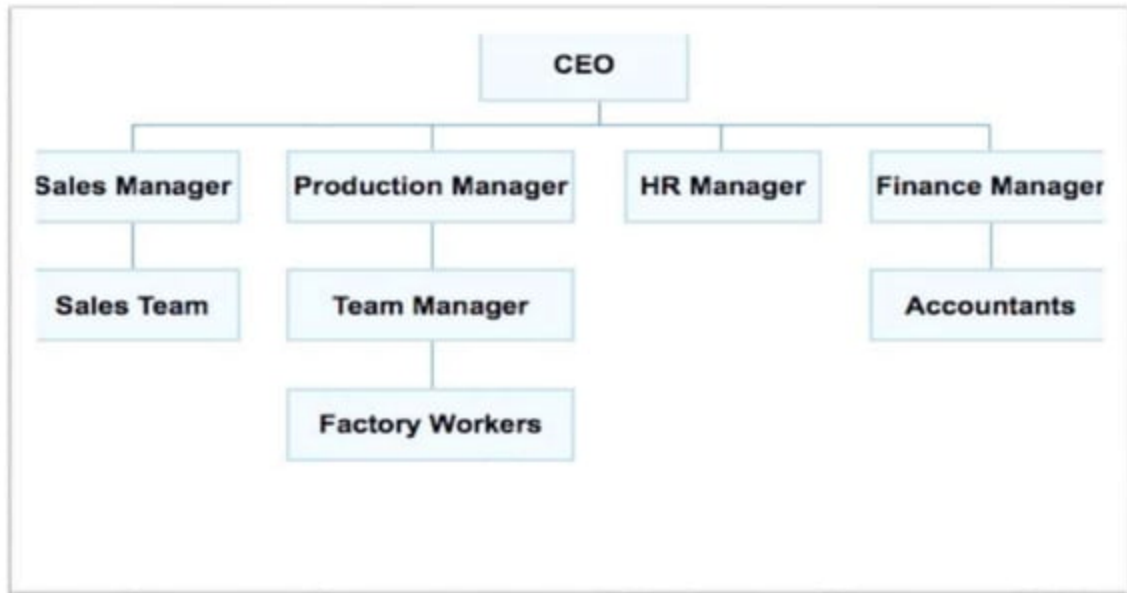 CEO
Sales Manager
Production Manager
HR Manager
Finance Manager
Sales Team
Team Manager
Accountants
Factory Workers